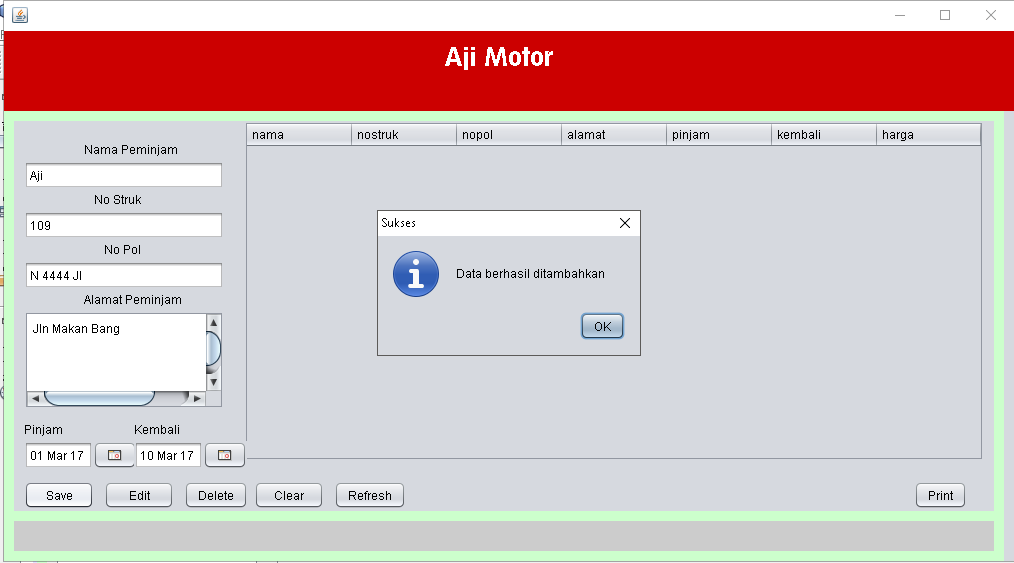 Aji Motor
nama nostruk nopol alamat pinjam kembali harga
Nama Peminjam
Aji
No Struk
109
No Pol
N 4444 JI
Alamat Peminjam
Jln Makan Bang
Sukses
Data berhasil ditambahkan
OK
Pinjam Kembali
01 Mar 17 10 Mar 17
Save Edit Delete Clear Refresh Print